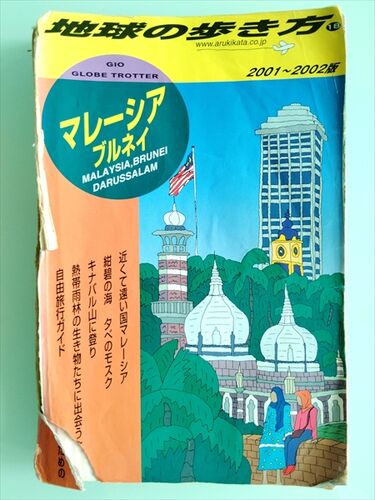 地球の歩き方
18
www.arukikata.co.jp
GIO
GLOBE TROTTER
2001～2002版
マレーシア
ブルネイ
MALAYSIA,BRUNEI
DARUSSALAM
近くて遠い国マレーシア
紺碧の海 夕べのモスク
キナバル山に登り
熱帯雨林の生き物たちに出会う
ための
自由旅行ガイド